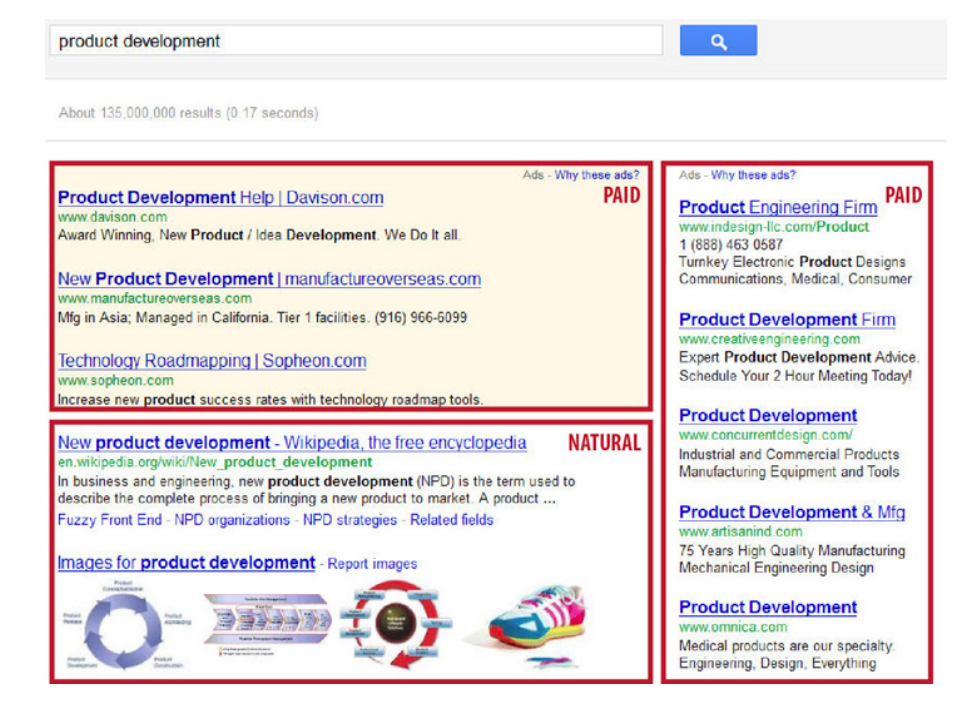 product development
About 135,000,000 results (0.17 seconds)
Ads - Why these ads?
PAID
Product Development Help | Davison.com
www.davison.com
Award Winning, New Product / Idea Development. We Do It all.
New Product Development | manufactureoverseas.com
www.manufactureoverseas.com
Mfg in Asia; Managed in California. Tier 1 facilities. (916) 966-6099
Technology Roadmapping | Sopheon.com
www.sopheon.com
Increase new product success rates with technology roadmap tools.
NATURAL
New product development - Wikipedia, the free encyclopedia
en.wikipedia.org/wiki/New_product_development
In business and engineering, new product development (NPD) is the term used to
describe the complete process of bringing a new product to market. A product ...
Fuzzy Front End - NPD organizations - NPD strategies - Related fields
Images for product development - Report images
Ads - Why these ads?
PAID
Product Engineering Firm
www.indesign-llc.com/Product
1 (888) 463 0587
Turnkey Electronic Product Designs
Communications, Medical, Consumer
Product Development Firm
www.creativeengineering.com
Expert Product Development Advice.
Schedule Your 2 Hour Meeting Today!
Product Development
www.concurrentdesign.com/
Industrial and Commercial Products
Manufacturing Equipment and Tools
Product Development & Mfg
www.artisanind.com
75 Years High Quality Manufacturing
Mechanical Engineering Design
Product Development
www.omnica.com
Medical products are our specialty.
Engineering, Design, Everything